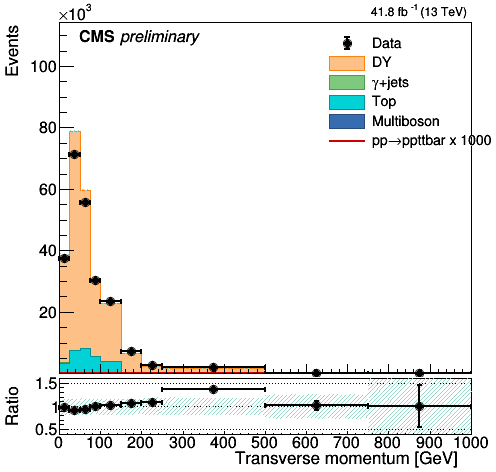 ×10³
41.8 fb⁻¹ (13 TeV)
CMS preliminary
Events
Data
DY
γ+jets
Top
Multiboson
pp→ppttbar x 1000
100
80
60
40
20
Ratio
1.5
1
0.5
0 100 200 300 400 500 600 700 800 900 1000
Transverse momentum [GeV]